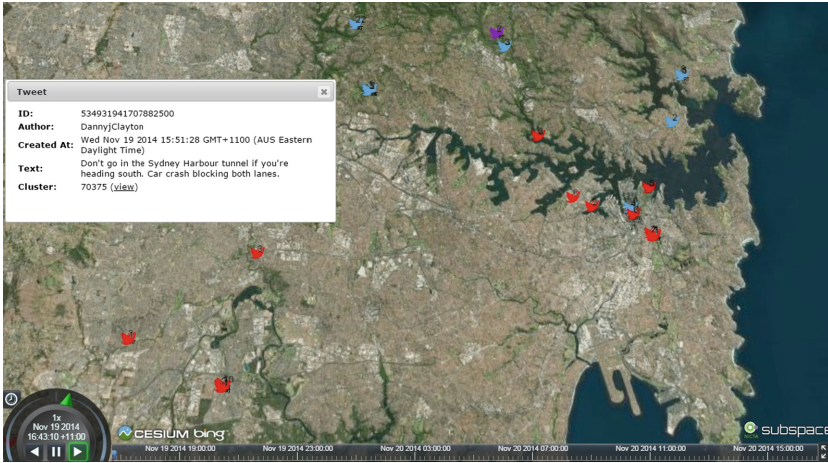 Tweet
ID: 534931941707882500
Author: DannyjClayton
Created At: Wed Nov 19 2014 15:51:28 GMT+1100 (AUS Eastern
Daylight Time)
Text: Don't go in the Sydney Harbour tunnel if you're
heading south. Car crash blocking both lanes.
Cluster: 70375 (view)
2
1x
Nov 19 2014
16:43:10 +11:00
CESIUM bing
NICTA subspace
Nov 19 2014 19:00:00 Nov 19 2014 23:00:00 Nov 20 2014 03:00:00 Nov 20 2014 07:00:00 Nov 20 2014 11:00:00 Nov 20 2014 15:00:00